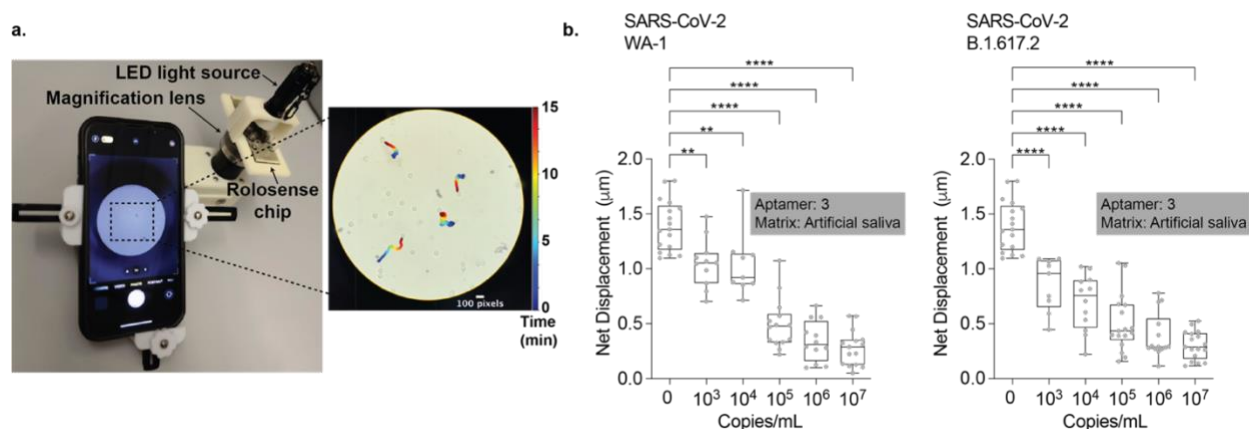 a.
LED light source
Magnification lens
Rolosense
chip
15
10
5
0
Time
(min)
100 pixels
b.
SARS-CoV-2
WA-1
****
****
****
**
**
Net Displacement (μm)
2.0
1.5
1.0
0.5
0.0
Aptamer: 3
Matrix: Artificial saliva
0 10³ 10⁴ 10⁵ 10⁶ 10⁷
Copies/mL
SARS-CoV-2
B.1.617.2
****
****
****
****
****
Net Displacement (μm)
2.0
1.5
1.0
0.5
0.0
Aptamer: 3
Matrix: Artificial saliva
0 10³ 10⁴ 10⁵ 10⁶ 10⁷
Copies/mL